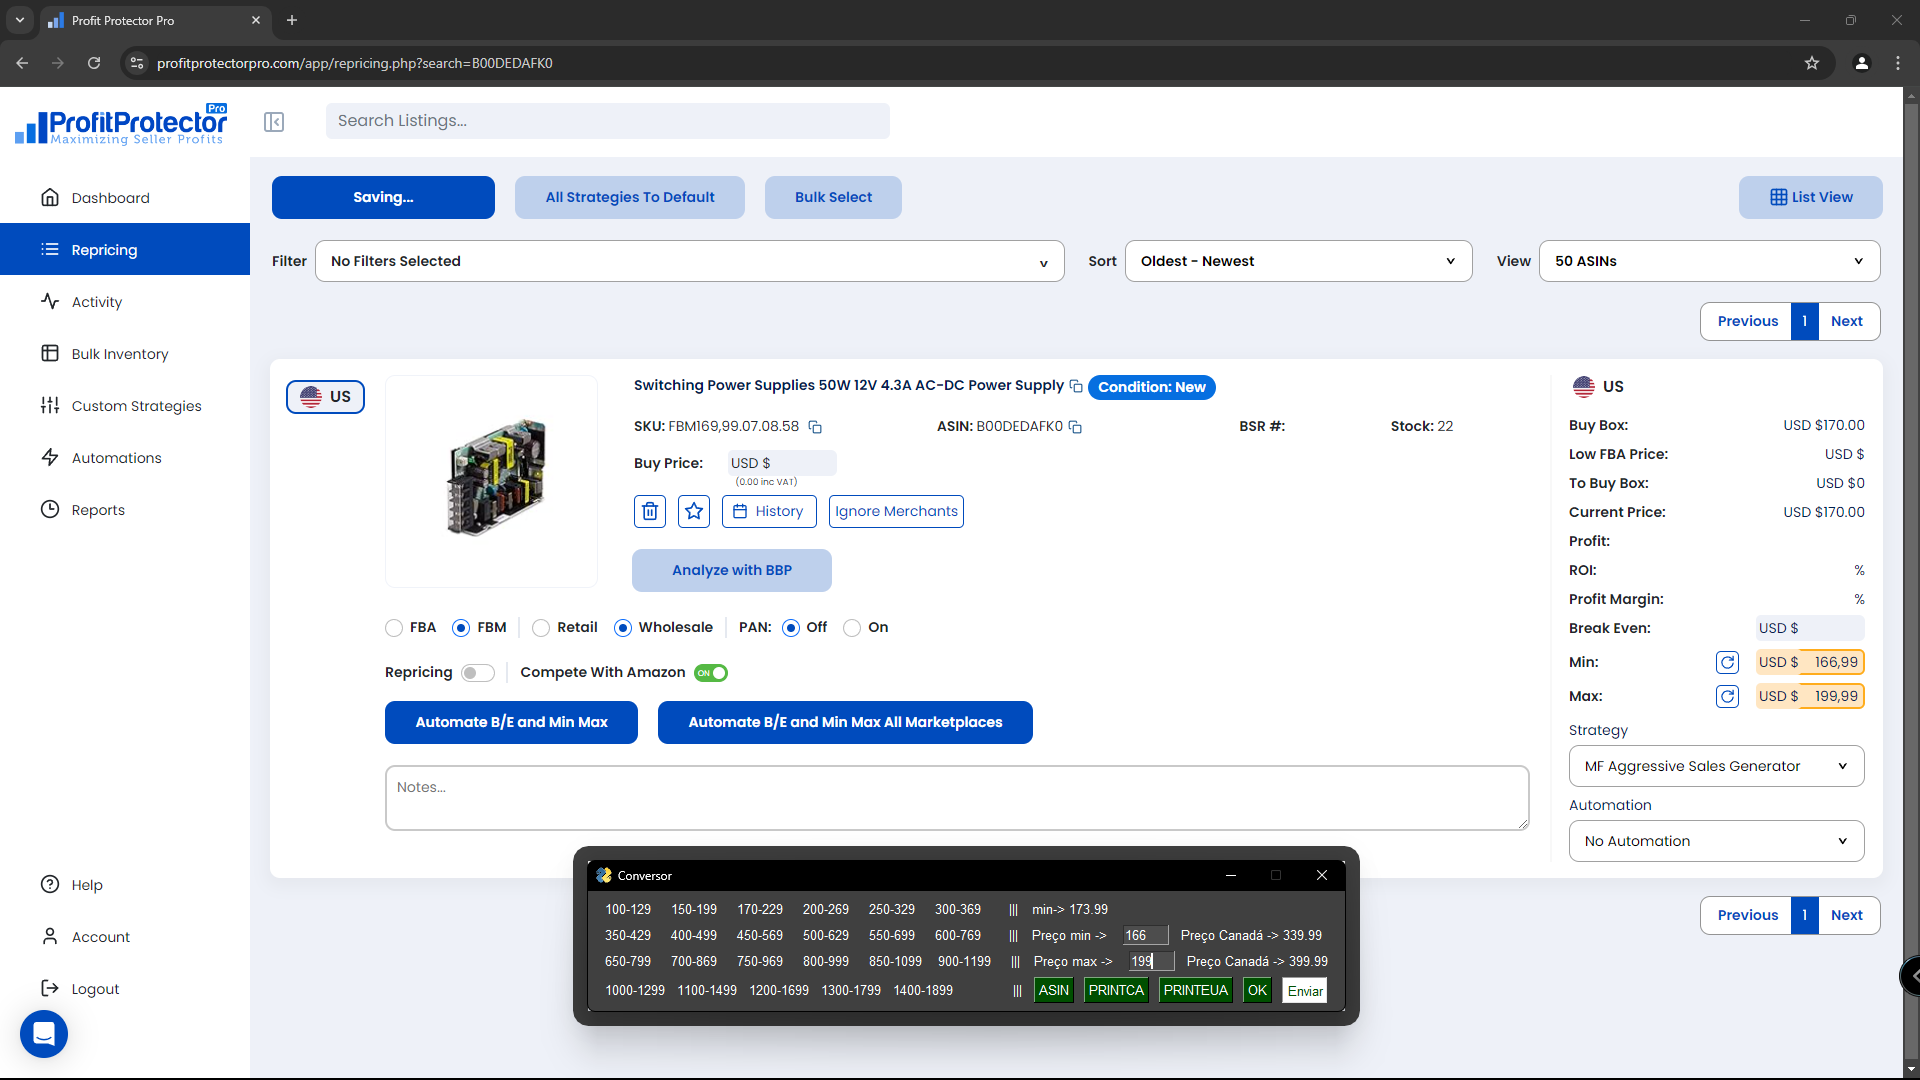 Profit Protector Pro
profitprotectorpro.com/app/repricing.php?search=B00DEDAFK0
ProfitProtector Pro
Maximizing Seller Profits
Search Listings...
Dashboard
Repricing
Activity
Bulk Inventory
Custom Strategies
Automations
Reports
Help
Account
Logout
Saving...
All Strategies To Default
Bulk Select
List View
Filter
No Filters Selected
Sort
Oldest - Newest
View
50 ASINs
Previous
1
Next
US
Switching Power Supplies 50W 12V 4.3A AC-DC Power Supply
Condition: New
SKU: FBM169,99.07.08.58
ASIN: B00DEDAFK0
BSR #:
Stock: 22
Buy Price:
USD $
(0.00 inc VAT)
History
Ignore Merchants
Analyze with BBP
FBA
FBM
Retail
Wholesale
PAN:
Off
On
Repricing
Compete With Amazon
ON
Automate B/E and Min Max
Automate B/E and Min Max All Marketplaces
Notes...
US
Buy Box: USD $170.00
Low FBA Price: USD $
To Buy Box: USD $0
Current Price: USD $170.00
Profit:
ROI: %
Profit Margin: %
Break Even: USD $
Min: USD $ 166,99
Max: USD $ 199,99
Strategy
MF Aggressive Sales Generator
Automation
No Automation
Previous
1
Next
Conversor
100-129 150-199 170-229 200-269 250-329 300-369 ||| min-> 173.99
350-429 400-499 450-569 500-629 550-699 600-769 ||| Preço min -> 166 Preço Canadá -> 339.99
650-799 700-869 750-969 800-999 850-1099 900-1199 ||| Preço max -> 199 Preço Canadá -> 399.99
1000-1299 1100-1499 1200-1699 1300-1799 1400-1899 ||| ASIN PRINTCA PRINTEUA OK Enviar